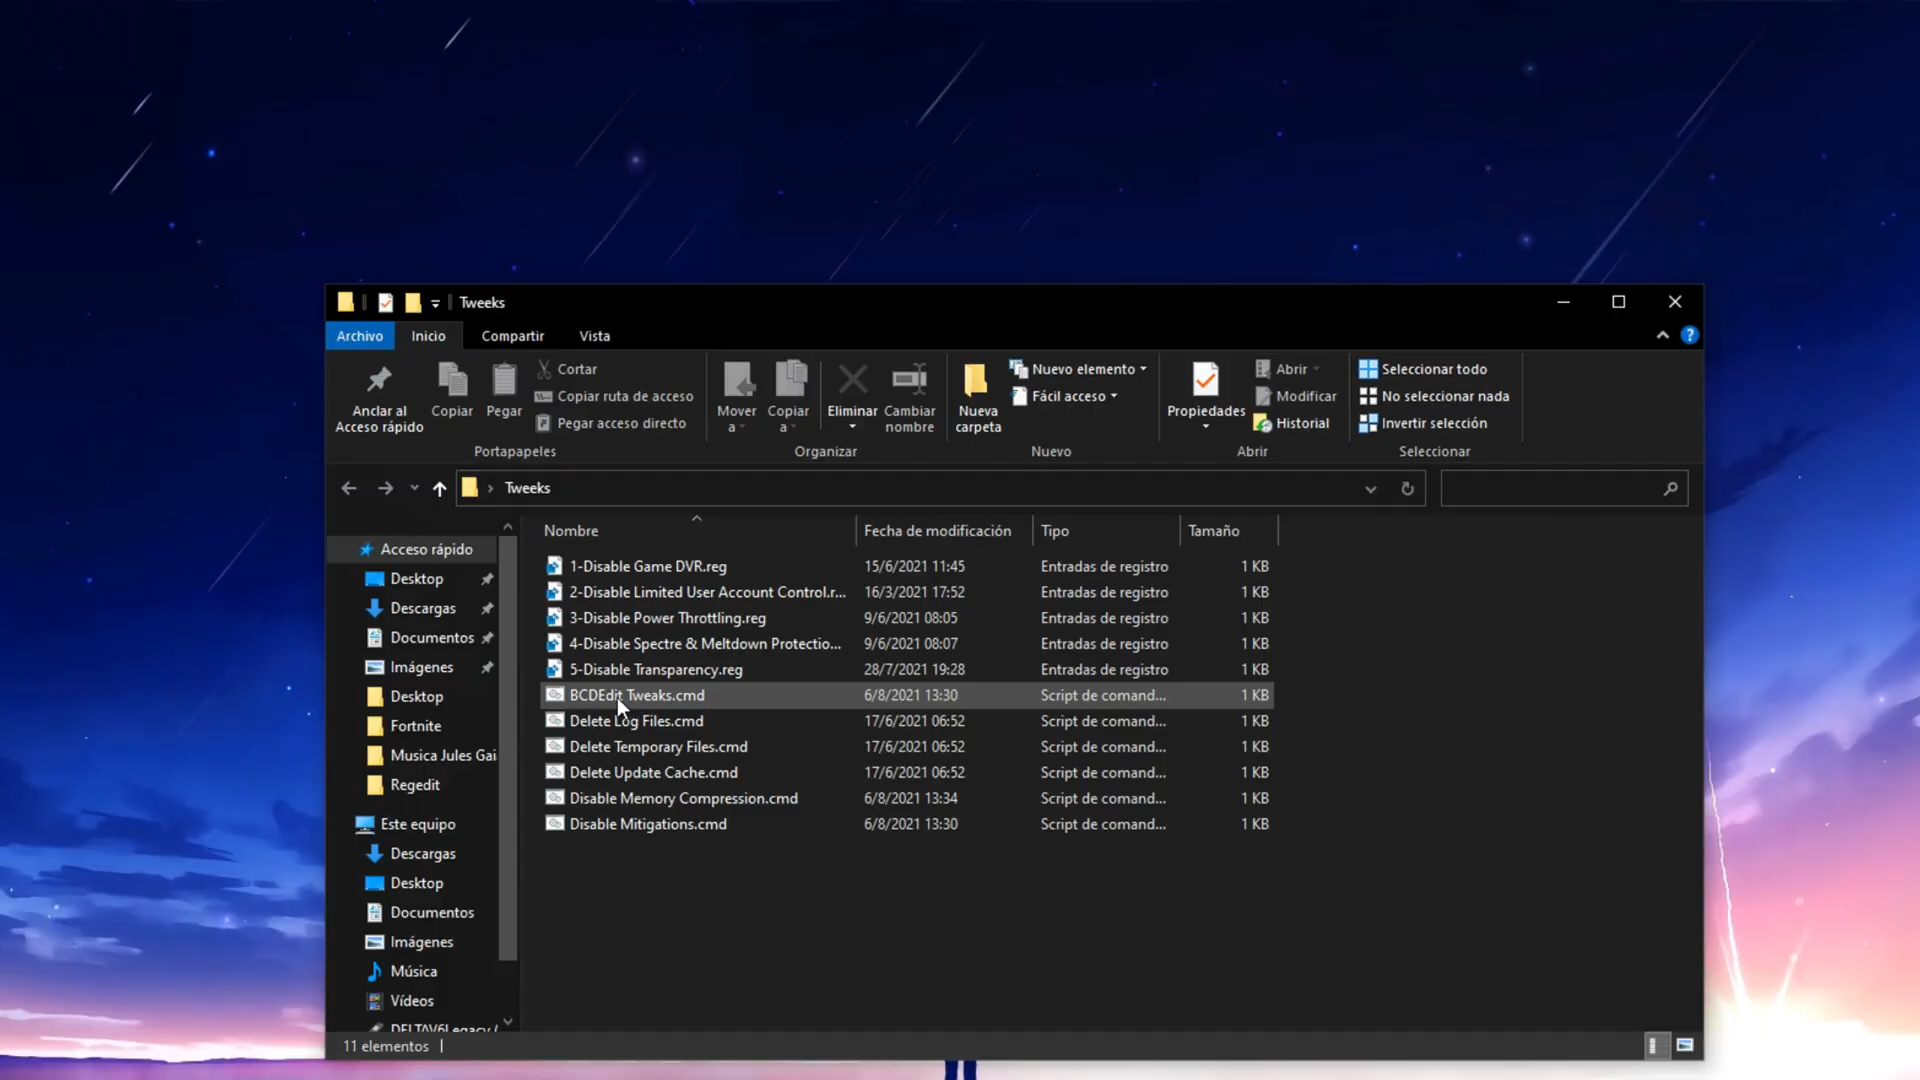 Tweeks
Archivo Inicio Compartir Vista
Anclar al Acceso rápido
Copiar
Pegar
Cortar
Copiar ruta de acceso
Pegar acceso directo
Portapapeles
Mover a
Copiar a
Eliminar
Cambiar nombre
Organizar
Nueva carpeta
Nuevo elemento
Fácil acceso
Nuevo
Propiedades
Abrir
Modificar
Historial
Abrir
Seleccionar todo
No seleccionar nada
Invertir selección
Seleccionar
Tweeks
Nombre Fecha de modificación Tipo Tamaño
1-Disable Game DVR.reg 15/6/2021 11:45 Entradas de registro 1 KB
2-Disable Limited User Account Control.r... 16/3/2021 17:52 Entradas de registro 1 KB
3-Disable Power Throttling.reg 9/6/2021 08:05 Entradas de registro 1 KB
4-Disable Spectre & Meltdown Protectio... 9/6/2021 08:07 Entradas de registro 1 KB
5-Disable Transparency.reg 28/7/2021 19:28 Entradas de registro 1 KB
BCDEdit Tweaks.cmd 6/8/2021 13:30 Script de comand... 1 KB
Delete Log Files.cmd 17/6/2021 06:52 Script de comand... 1 KB
Delete Temporary Files.cmd 17/6/2021 06:52 Script de comand... 1 KB
Delete Update Cache.cmd 17/6/2021 06:52 Script de comand... 1 KB
Disable Memory Compression.cmd 6/8/2021 13:34 Script de comand... 1 KB
Disable Mitigations.cmd 6/8/2021 13:30 Script de comand... 1 KB
Acceso rápido
Desktop
Descargas
Documentos
Imágenes
Desktop
Fortnite
Musica Jules Gai
Regedit
Este equipo
Descargas
Desktop
Documentos
Imágenes
Música
Vídeos
DELTAV6Legacy (
11 elementos